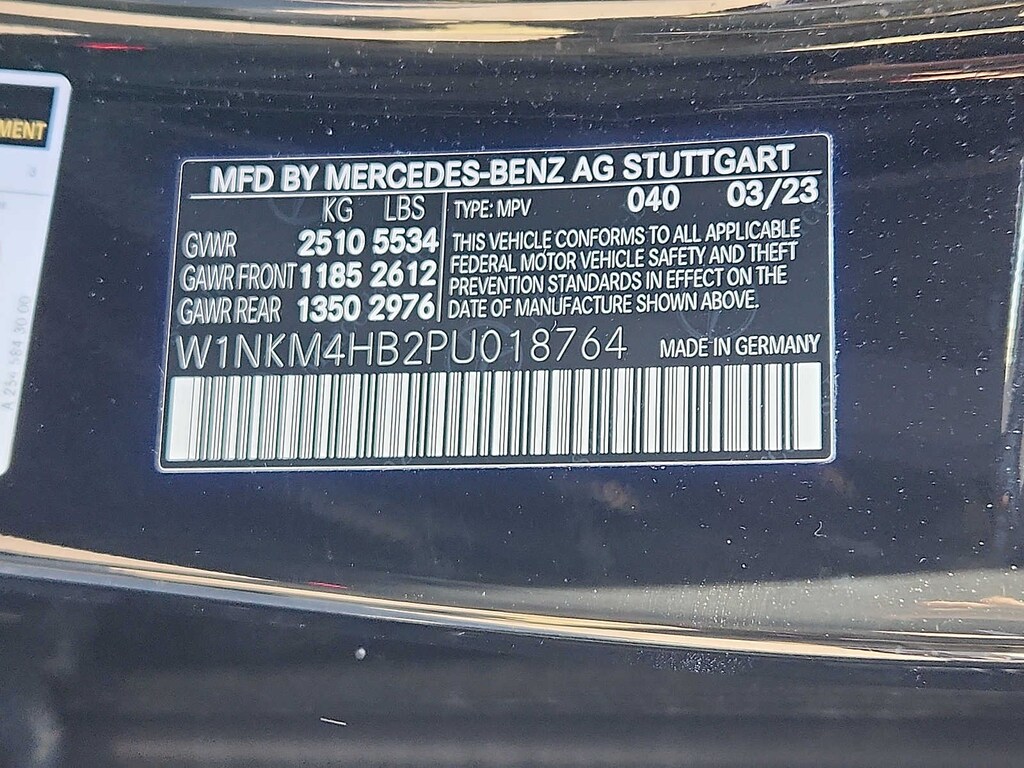 MENT
MFD BY MERCEDES-BENZ AG STUTTGART
KG LBS
GVWR 2510 5534
GAWR FRONT 1185 2612
GAWR REAR 1350 2976
TYPE: MPV 040 03/23
THIS VEHICLE CONFORMS TO ALL APPLICABLE
FEDERAL MOTOR VEHICLE SAFETY AND THEFT
PREVENTION STANDARDS IN EFFECT ON THE
DATE OF MANUFACTURE SHOWN ABOVE.
W1NKM4HB2PU018764 MADE IN GERMANY